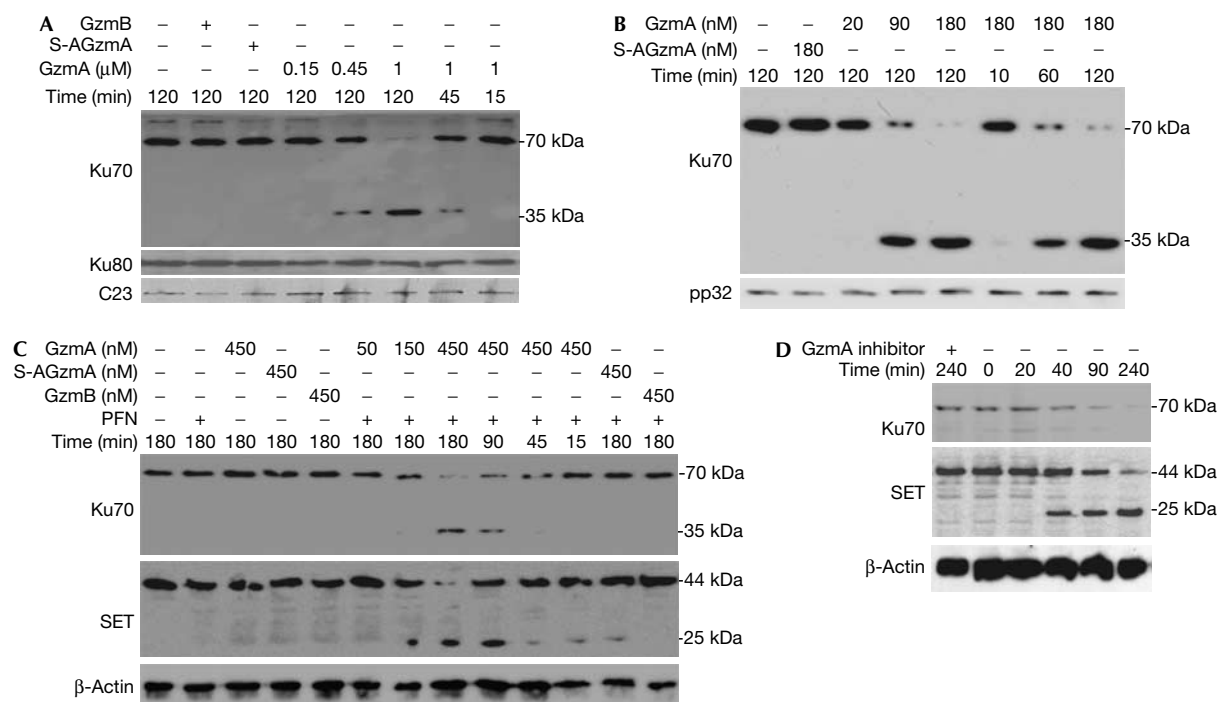 A GzmB – + – – – – – –
S-AGzmA – – + – – – – –
GzmA (μM) – – – 0.15 0.45 1 1 1
Time (min) 120 120 120 120 120 120 45 15
Ku70
-70 kDa
-35 kDa
Ku80
C23
B GzmA (nM) – – 20 90 180 180 180 180
S-AGzmA (nM) – 180 – – – – – –
Time (min) 120 120 120 120 120 10 60 120
-70 kDa
Ku70
-35 kDa
pp32
C GzmA (nM) – – 450 – – 50 150 450 450 450 450 – –
S-AGzmA (nM) – – – 450 – – – – – – – 450 –
GzmB (nM) – – – – 450 – – – – – – – 450
PFN – + – – – + + + + + + + +
Time (min) 180 180 180 180 180 180 180 180 90 45 15 180 180
-70 kDa
Ku70
-35 kDa
-44 kDa
SET
-25 kDa
β-Actin
D GzmA inhibitor + – – – – –
Time (min) 240 0 20 40 90 240
-70 kDa
Ku70
-44 kDa
SET
-25 kDa
β-Actin